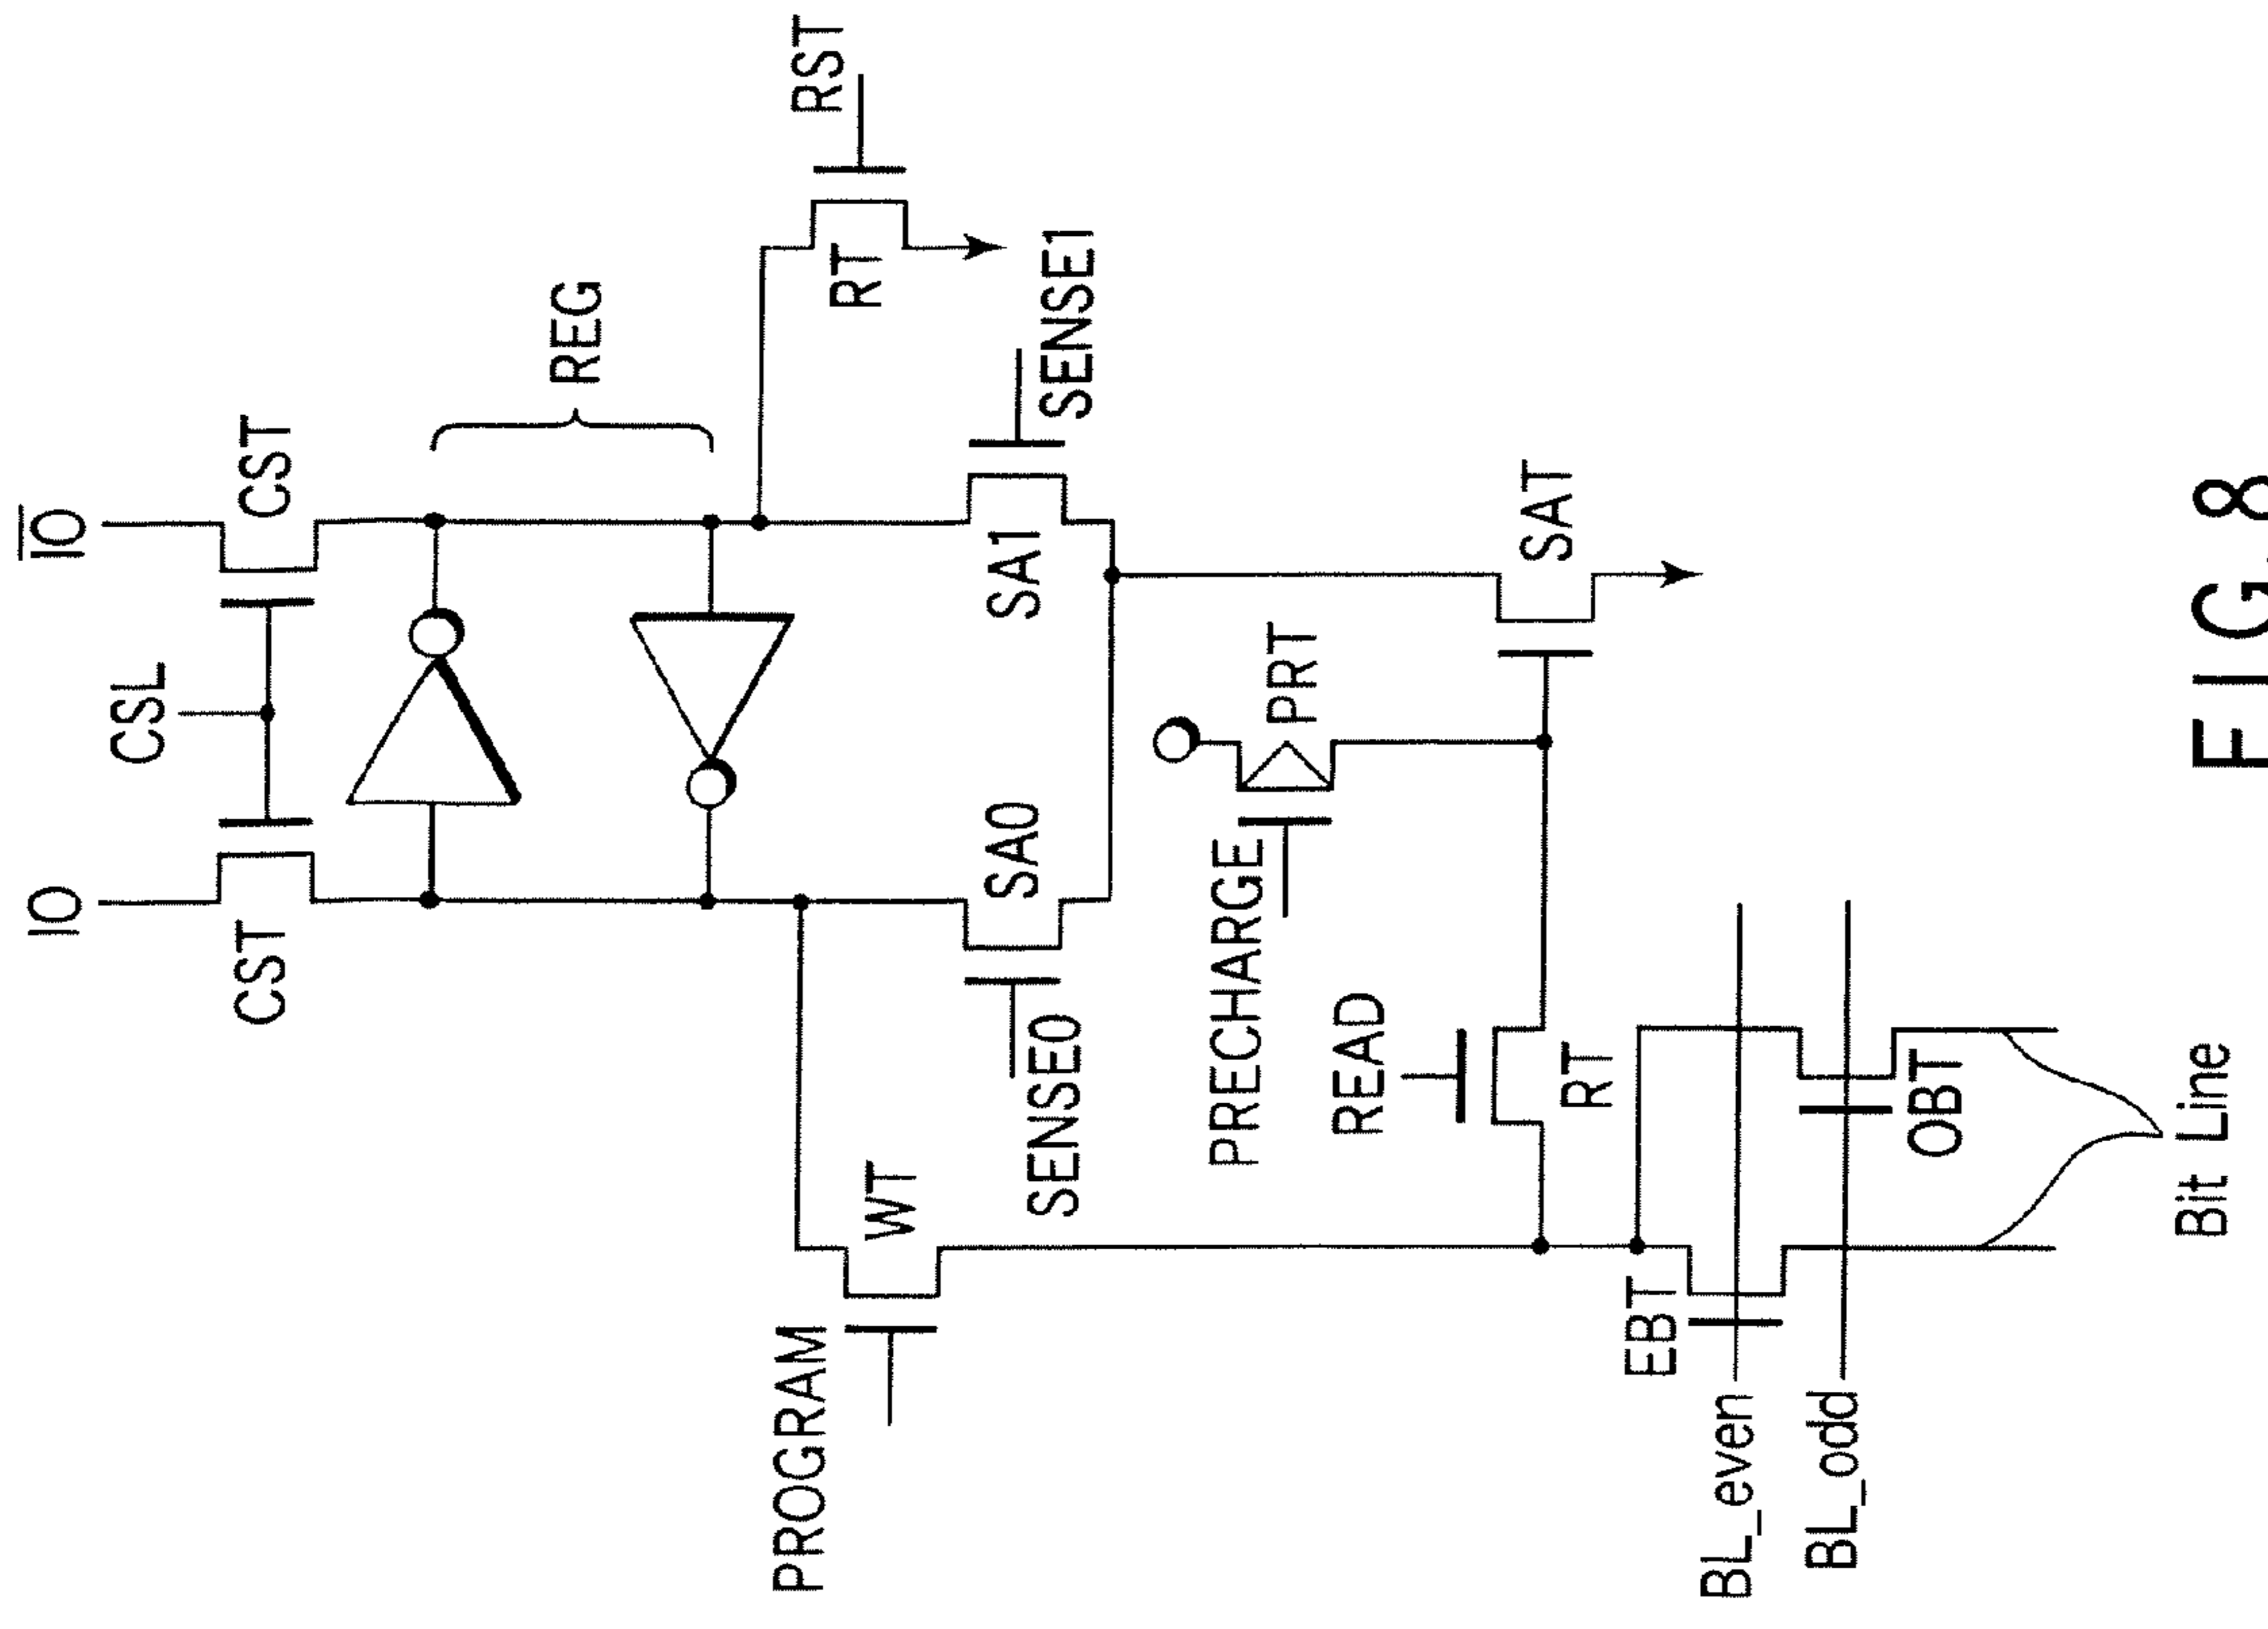 IO
IO
CSL
CST
CST
REG
RST
RT
PROGRAM
WT
SA0
SA1
SENSE0
SENSE1
PRECHARGE
PRT
READ
RT
SAT
EBT
BL_even
BL_odd
OBT
Bit Line
FIG. 8